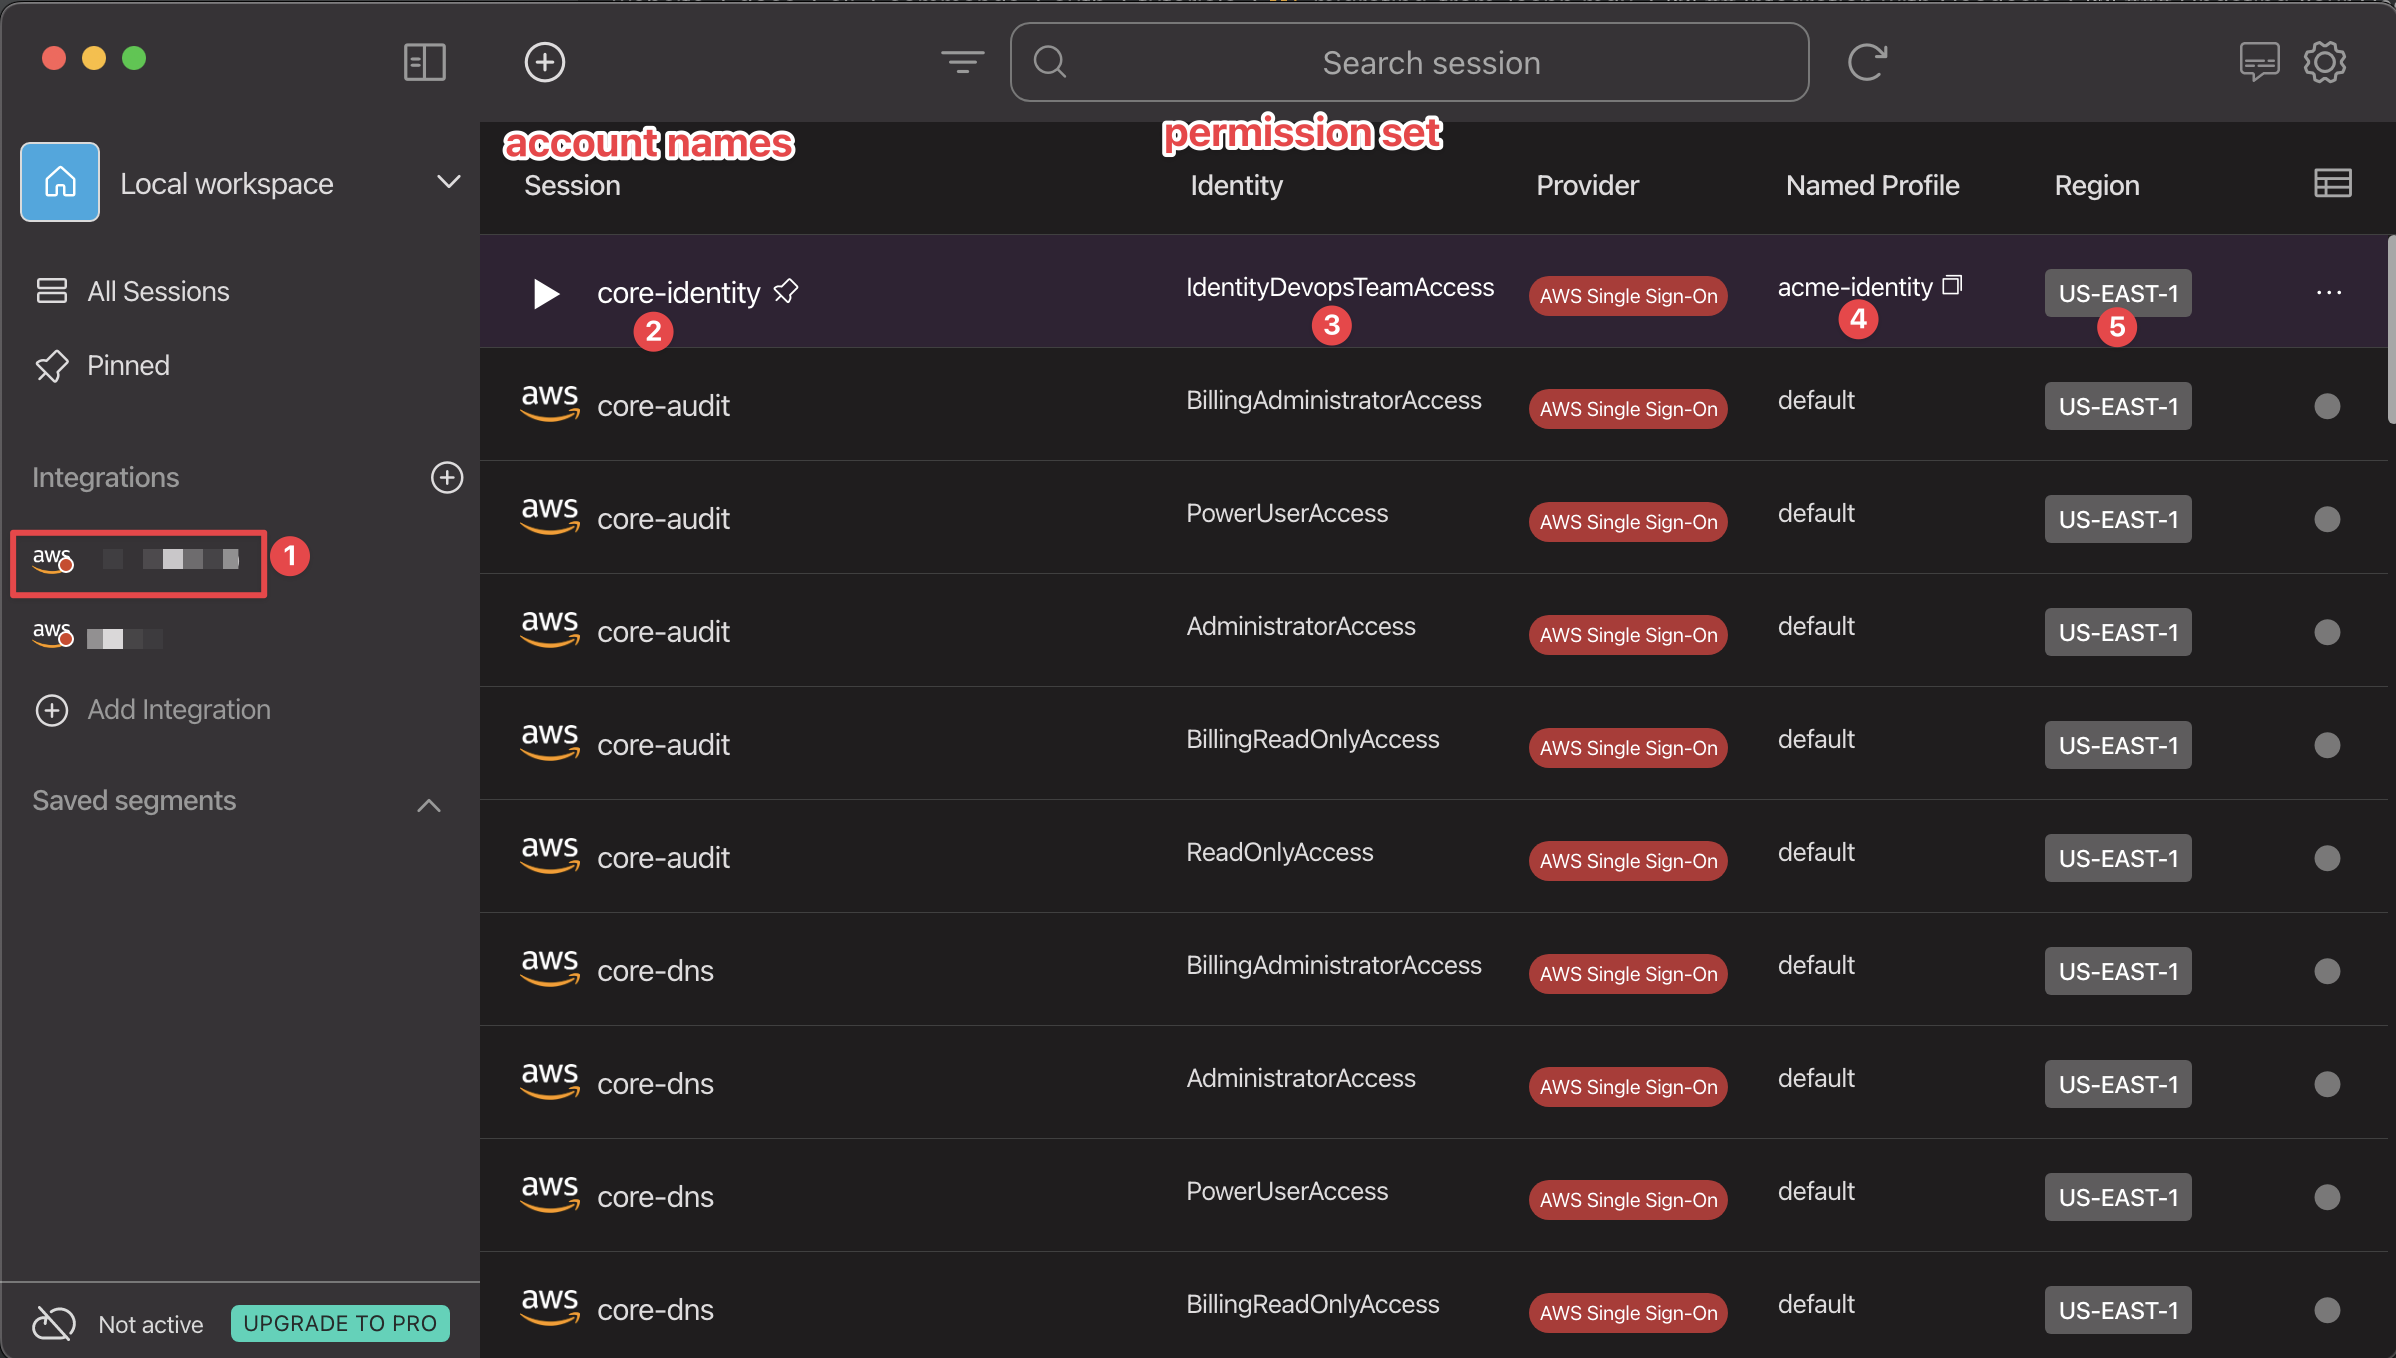 Search session
account names
permission set
Local workspace
Session
Identity
Provider
Named Profile
Region
All Sessions
Pinned
Integrations
aws
1
aws
Add Integration
Saved segments
core-identity
IdentityDevopsTeamAccess
AWS Single Sign-On
acme-identity
US-EAST-1
2
3
4
5
aws core-audit BillingAdministratorAccess AWS Single Sign-On default US-EAST-1
aws core-audit PowerUserAccess AWS Single Sign-On default US-EAST-1
aws core-audit AdministratorAccess AWS Single Sign-On default US-EAST-1
aws core-audit BillingReadOnlyAccess AWS Single Sign-On default US-EAST-1
aws core-audit ReadOnlyAccess AWS Single Sign-On default US-EAST-1
aws core-dns BillingAdministratorAccess AWS Single Sign-On default US-EAST-1
aws core-dns AdministratorAccess AWS Single Sign-On default US-EAST-1
aws core-dns PowerUserAccess AWS Single Sign-On default US-EAST-1
aws core-dns BillingReadOnlyAccess AWS Single Sign-On default US-EAST-1
Not active
UPGRADE TO PRO